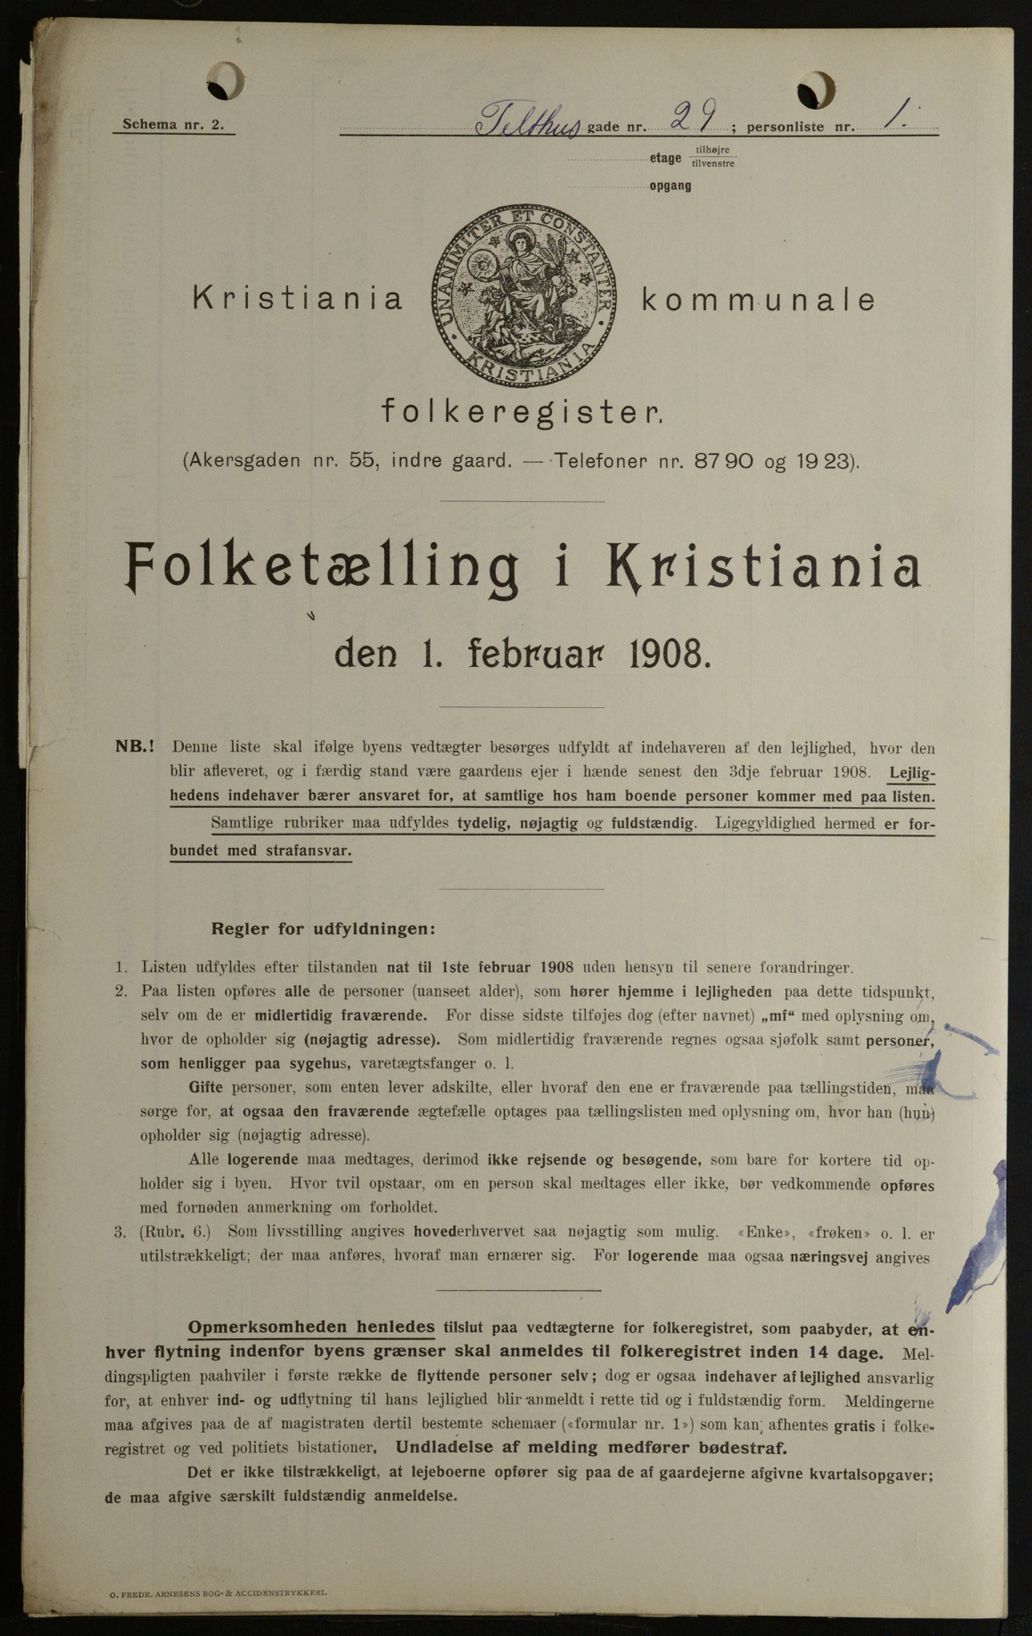 Schema nr. 2.
Telthus gade nr. 29 ; personliste nr. 1.
etage tilhøjre
tilvenstre
opgang
UNANIMITER ET CONSTANTER
KRISTIANIA
Kristiania kommunale
folkeregister.
(Akersgaden nr. 55, indre gaard. — Telefoner nr. 87 90 og 19 23).
Folketælling i Kristiania
den 1. februar 1908.
NB.! Denne liste skal ifølge byens vedtægter besørges udfyldt af indehaveren af den lejlighed, hvor den
blir afleveret, og i færdig stand være gaardens ejer i hænde senest den 3dje februar 1908. Lejlig-
hedens indehaver bærer ansvaret for, at samtlige hos ham boende personer kommer med paa listen.
Samtlige rubriker maa udfyldes tydelig, nøjagtig og fuldstændig. Ligegyldighed hermed er for-
bundet med strafansvar.
Regler for udfyldningen:
1. Listen udfyldes efter tilstanden nat til 1ste februar 1908 uden hensyn til senere forandringer.
2. Paa listen opføres alle de personer (uanseet alder), som hører hjemme i lejligheden paa dette tidspunkt,
selv om de er midlertidig fraværende. For disse sidste tilføjes dog (efter navnet) „mf“ med oplysning om,
hvor de opholder sig (nøjagtig adresse). Som midlertidig fraværende regnes ogsaa sjøfolk samt personer,
som henligger paa sygehus, varetægtsfanger o. l.
Gifte personer, som enten lever adskilte, eller hvoraf den ene er fraværende paa tællingstiden, maa
sørge for, at ogsaa den fraværende ægtefælle optages paa tællingslisten med oplysning om, hvor han (hun)
opholder sig (nøjagtig adresse).
Alle logerende maa medtages, derimod ikke rejsende og besøgende, som bare for kortere tid op-
holder sig i byen. Hvor tvil opstaar, om en person skal medtages eller ikke, bør vedkommende opføres
med fornøden anmerkning om forholdet.
3. (Rubr. 6.) Som livsstilling angives hovederhvervet saa nøjagtig som mulig. «Enke», «frøken» o. l. er
utilstrækkeligt; der maa anføres, hvoraf man ernærer sig. For logerende maa ogsaa næringsvej angives
Opmerksomheden henledes tilslut paa vedtægterne for folkeregistret, som paabyder, at en-
hver flytning indenfor byens grænser skal anmeldes til folkeregistret inden 14 dage. Mel-
dingspligten paahviler i første række de flyttende personer selv; dog er ogsaa indehaver af lejlighed ansvarlig
for, at enhver ind- og udflytning til hans lejlighed blir anmeldt i rette tid og i fuldstændig form. Meldingerne
maa afgives paa de af magistraten dertil bestemte schemaer («formular nr. 1») som kan afhentes gratis i folke-
registret og ved politiets bistationer. Undladelse af melding medfører bødestraf.
Det er ikke tilstrækkeligt, at lejeboerne opfører sig paa de af gaardejerne afgivne kvartalsopgaver;
de maa afgive særskilt fuldstændig anmeldelse.
O. FREDR. ARNESENS BOG- & ACCIDENSTRYKKERI.